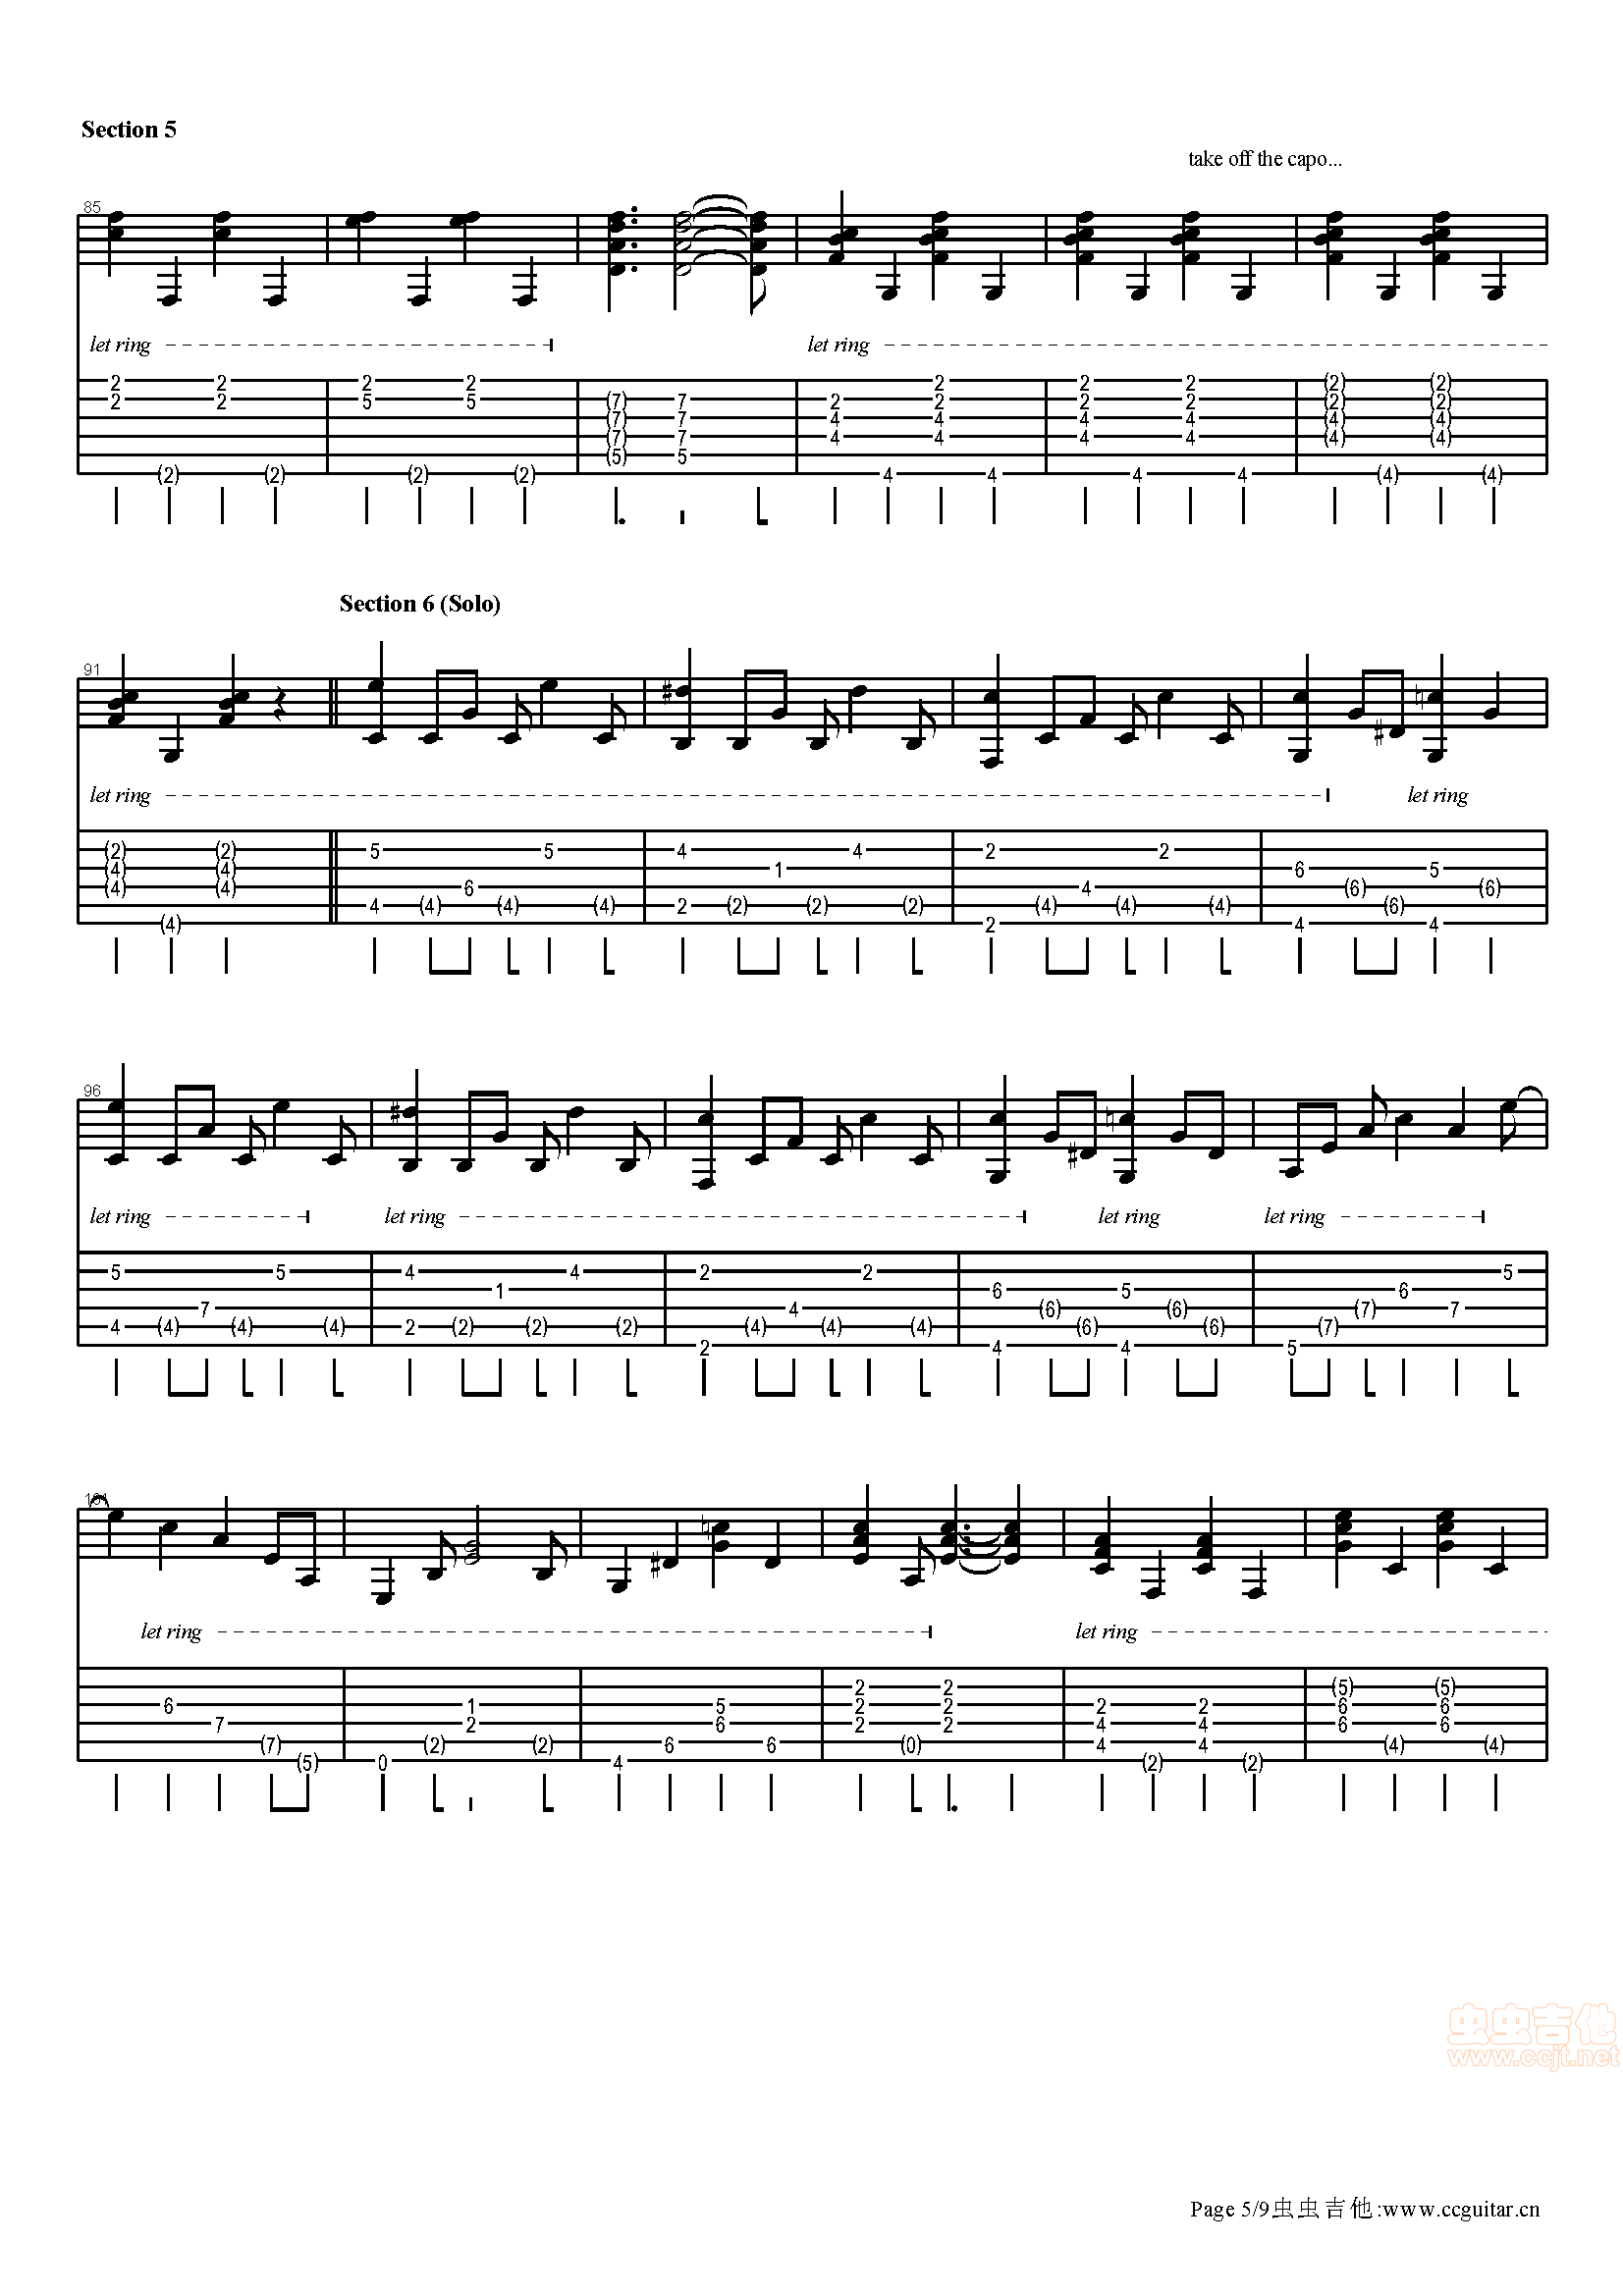 Section 5
take off the capo...
85
let ring let ring
2 2 2 2 2 2 2 2 (2) (2)
2 2 5 5 (7) 7 2 2 2 2 (2) (2)
(7) 7 4 4 4 4 (4) (4)
(7) 7 4 4 4 4 (4) (4)
(5) 5
(2) (2) (2) (2) 4 4 4 4 (4) (4)
Section 6 (Solo)
91
let ring let ring
(2) (2) 5 5 4 4 2 2
(4) (4) 1 6 5
(4) (4) 6 4 (6) (6)
4 (4) (4) (4) 2 (2) (2) (2) (4) (4) (4) (6)
(4) 2 4 4
96
let ring let ring let ring let ring
5 5 4 4 2 2 5
1 6 5 6
7 4 (6) (6) (7) 7
4 (4) (4) (4) 2 (2) (2) (2) (4) (4) (4) (6) (6) (7)
2 4 4 5
101
let ring let ring
2 2 (5) (5)
6 1 5 2 2 2 2 6 6
7 2 6 2 2 4 4 6 6
(7) (2) (2) 6 6 (0) 4 4 (4) (4)
(5) 0 4 (2) (2)
虫虫吉他
www.ccjt.net
Page 5/9虫虫吉他:www.ccguitar.cn